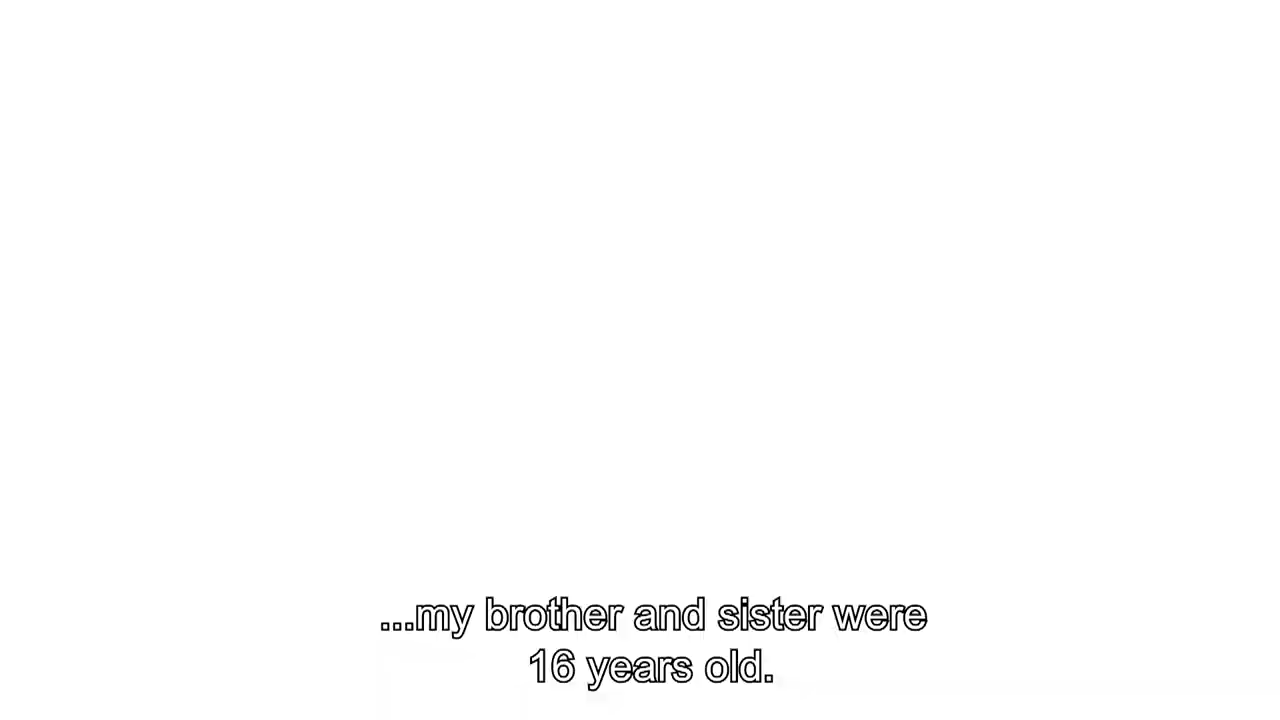 ...my brother and sister were
16 years old.